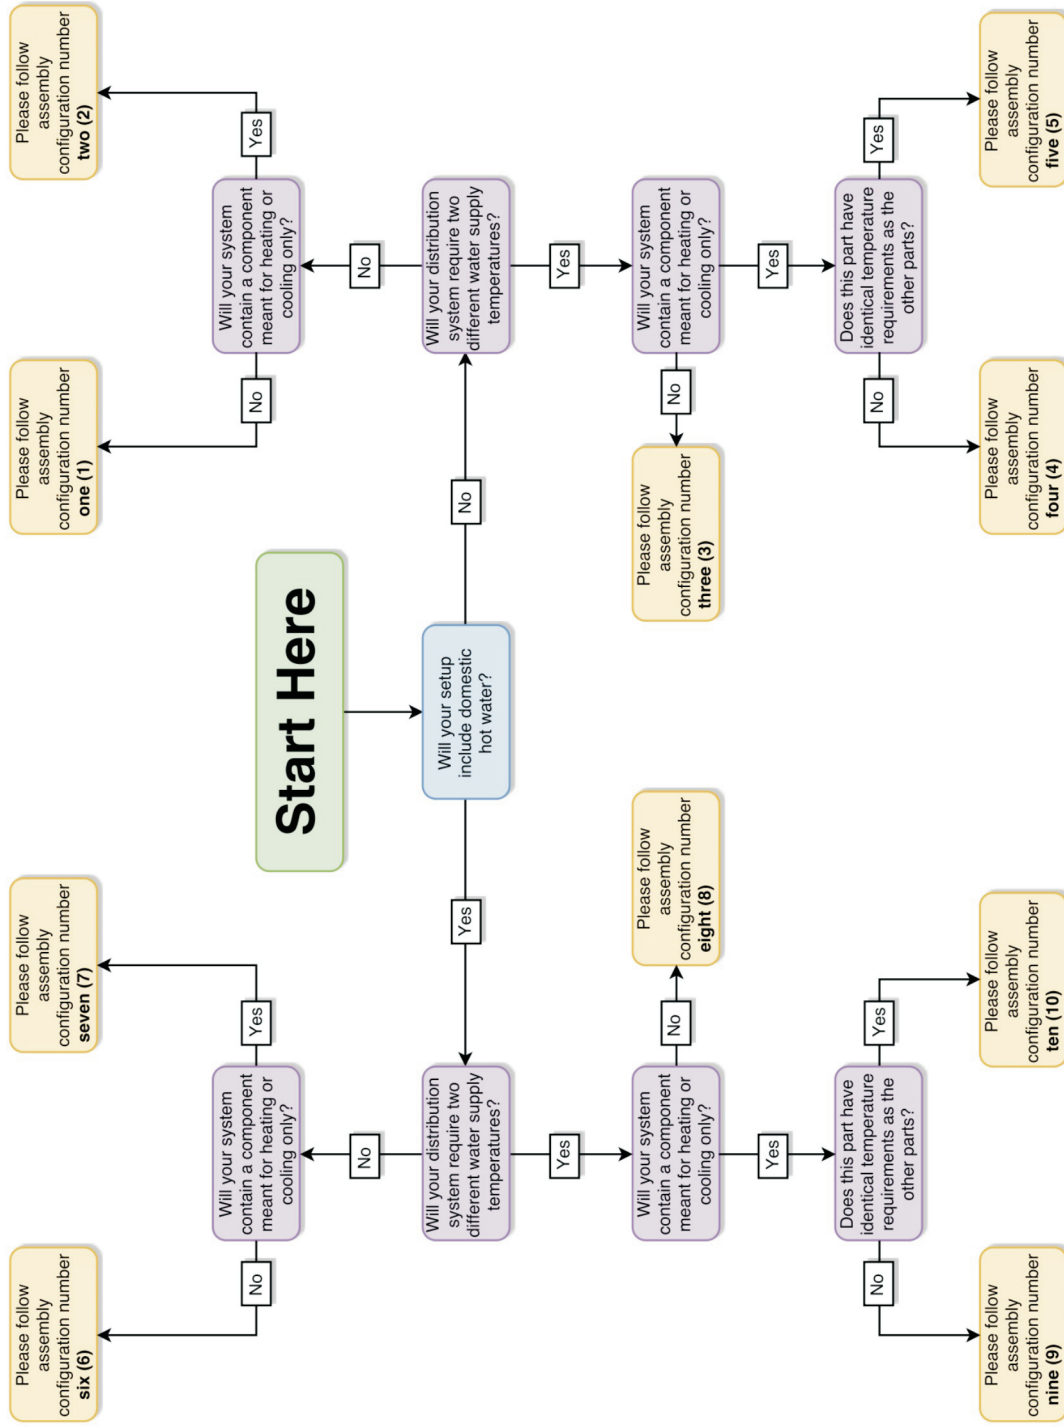 Please follow
assembly
configuration number
six (6)
Please follow
assembly
configuration number
seven (7)
Please follow
assembly
configuration number
one (1)
Please follow
assembly
configuration number
two (2)
No
Will your system
contain a component
meant for heating or
cooling only?
Yes
Start Here
No
Will your system
contain a component
meant for heating or
cooling only?
Yes
No
No
Will your distribution
system require two
different water supply
temperatures?
Yes
Will your setup
include domestic
hot water?
No
Will your distribution
system require two
different water supply
temperatures?
Yes
Yes
Will your system
contain a component
meant for heating or
cooling only?
No
Please follow
assembly
configuration number
eight (8)
Please follow
assembly
configuration number
three (3)
No
Will your system
contain a component
meant for heating or
cooling only?
Yes
Yes
No
Does this part have
identical temperature
requirements as the
other parts?
Yes
No
Does this part have
identical temperature
requirements as the
other parts?
Yes
Please follow
assembly
configuration number
nine (9)
Please follow
assembly
configuration number
ten (10)
Please follow
assembly
configuration number
four (4)
Please follow
assembly
configuration number
five (5)